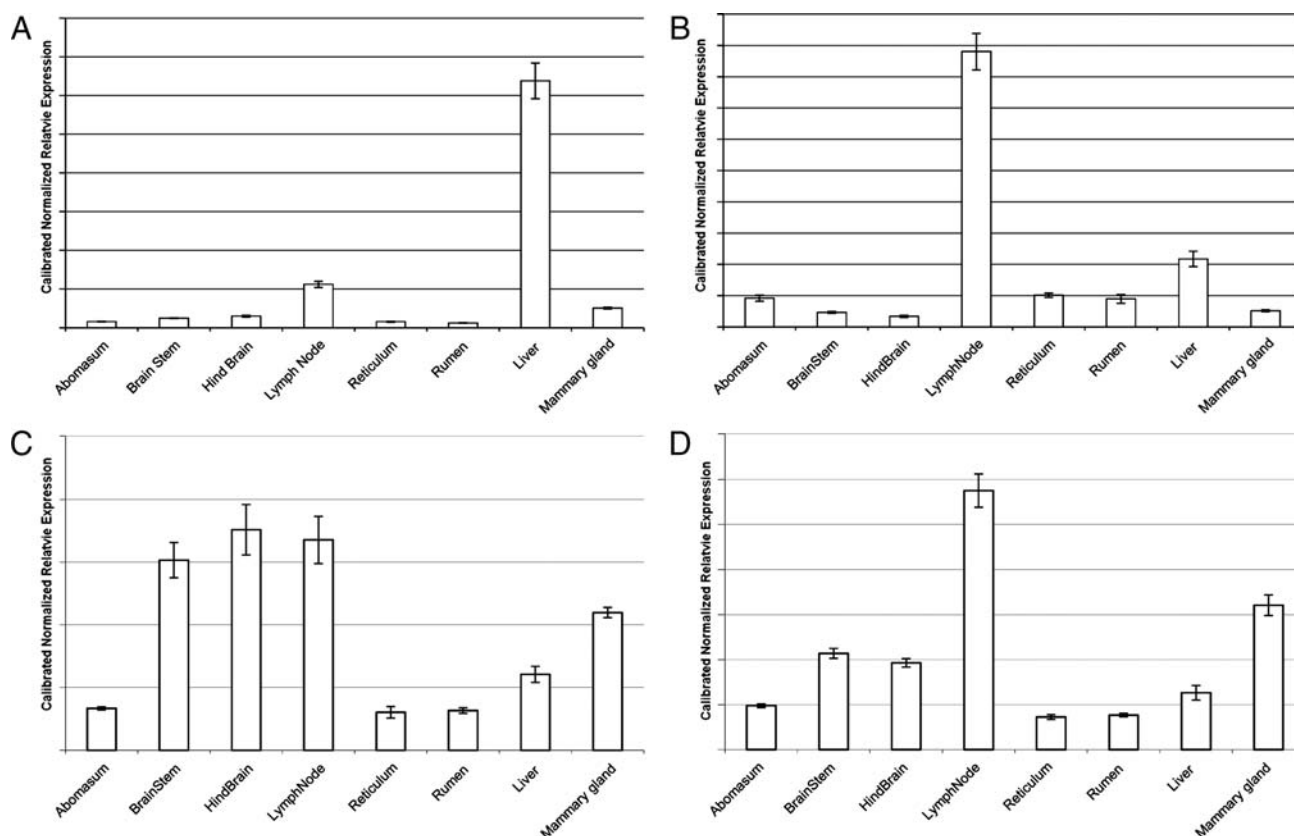 A
Calibrated Normalized Relatvie Expression
Abomasum
Brain Stem
Hind Brain
Lymph Node
Reticulum
Rumen
Liver
Mammary gland
B
Calibrated Normalized Relatvie Expression
Abomasum
BrainStem
HindBrain
LymphNode
Reticulum
Rumen
Liver
Mammary gland
C
Calibrated Normalized Relatvie Expression
Abomasum
BrainStem
HindBrain
LymphNode
Reticulum
Rumen
Liver
Mammary gland
D
Calibrated Normalized Relatvie Expression
Abomasum
BrainStem
HindBrain
LymphNode
Reticulum
Rumen
Liver
Mammary gland